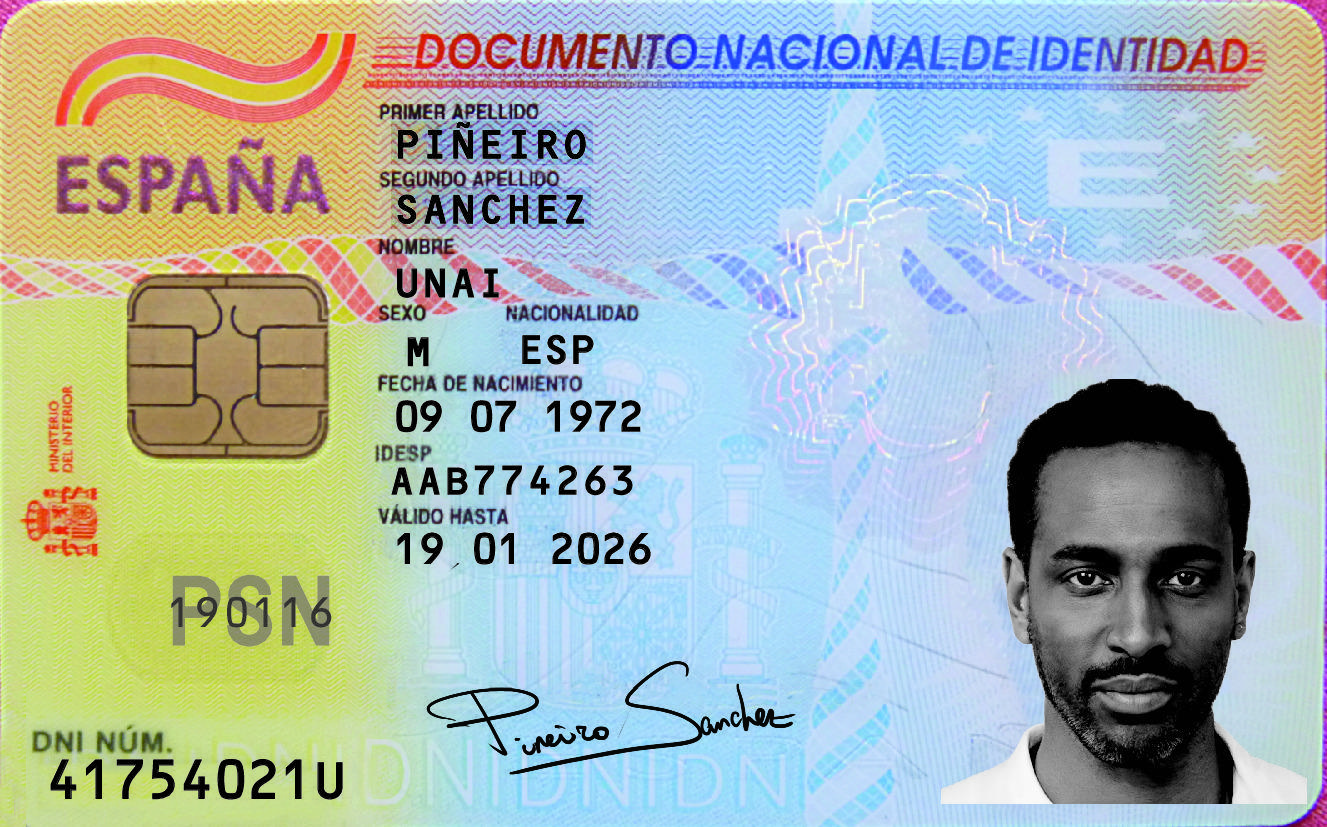 DOCUMENTO NACIONAL DE IDENTIDAD
ESPAÑA
PRIMER APELLIDO
PIÑEIRO
SEGUNDO APELLIDO
SANCHEZ
NOMBRE
UNAI
SEXO NACIONALIDAD
M ESP
FECHA DE NACIMIENTO
09 07 1972
IDESP
AAB774263
VÁLIDO HASTA
19 01 2026
MINISTERIO
DEL INTERIOR
E
PSN
190116
Piñeiro Sanchez
DNI NÚM.
41754021U
DNIDNIDNIDN